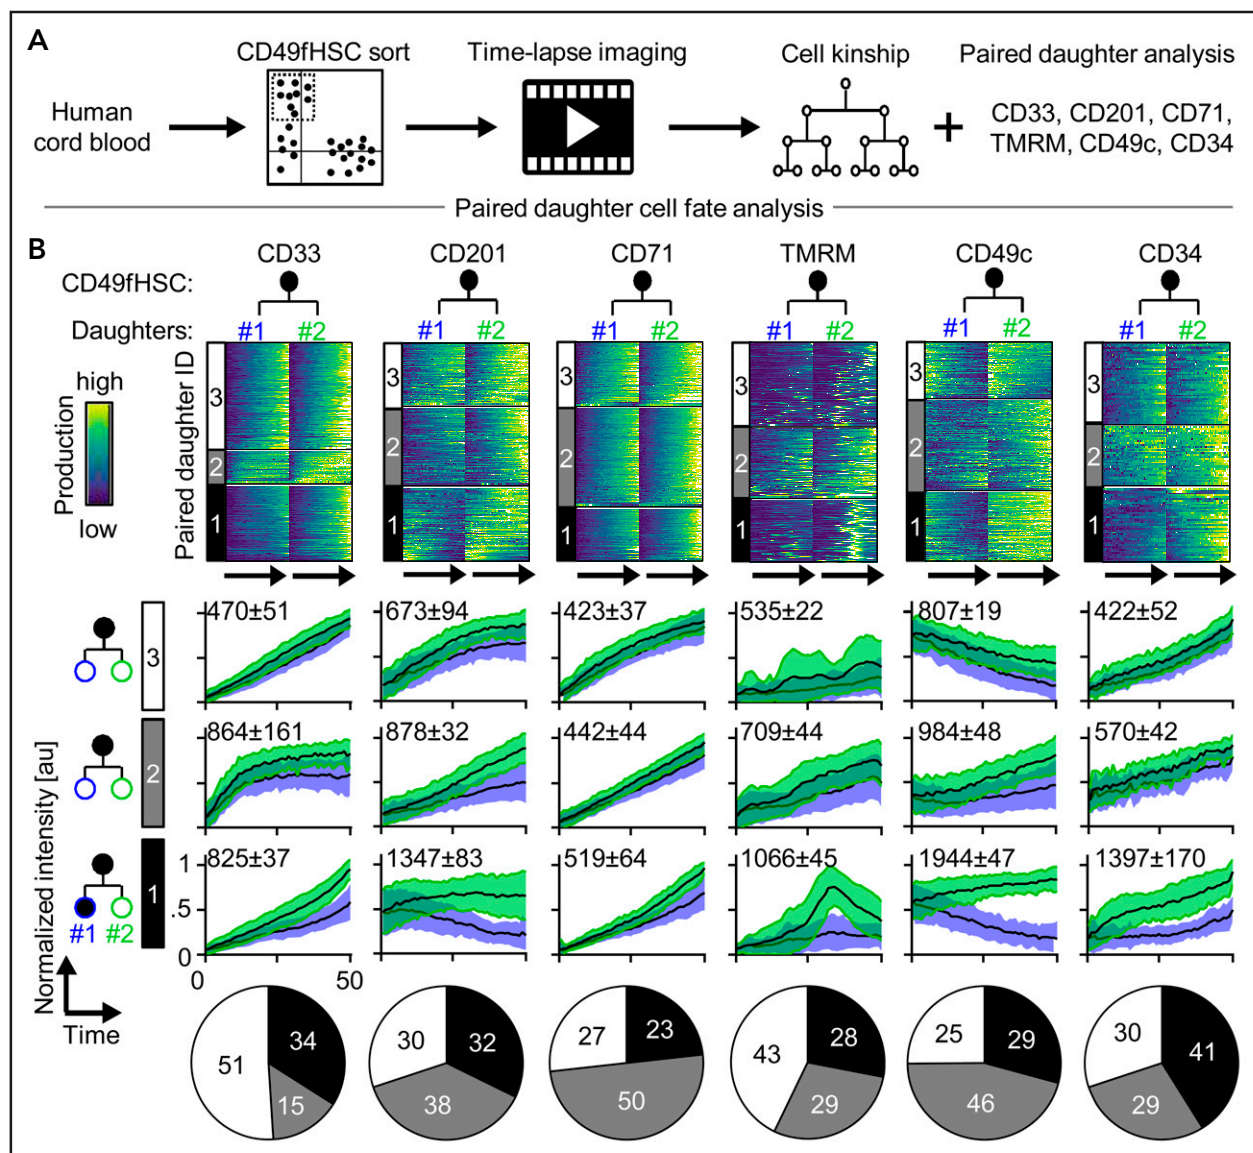 A
CD49fHSC sort
Time-lapse imaging
Cell kinship
Paired daughter analysis
Human
cord blood
CD33, CD201, CD71,
TMRM, CD49c, CD34
Paired daughter cell fate analysis
B
CD33 CD201 CD71 TMRM CD49c CD34
CD49fHSC:
Daughters: #1 #2 #1 #2 #1 #2 #1 #2 #1 #2 #1 #2
Production
high
low
Paired daughter ID
3 3 3 3 3 3
2 2 2 2 2 2
1 1 1 1 1 1
3 470±51 673±94 423±37 535±22 807±19 422±52
2 864±161 878±32 442±44 709±44 984±48 570±42
1 825±37 1347±83 519±64 1066±45 1944±47 1397±170
#1 #2
1
.5
0
0 50
Normalized intensity [au]
Time
51 34 15
30 32 38
27 23 50
43 28 29
25 29 46
30 41 29